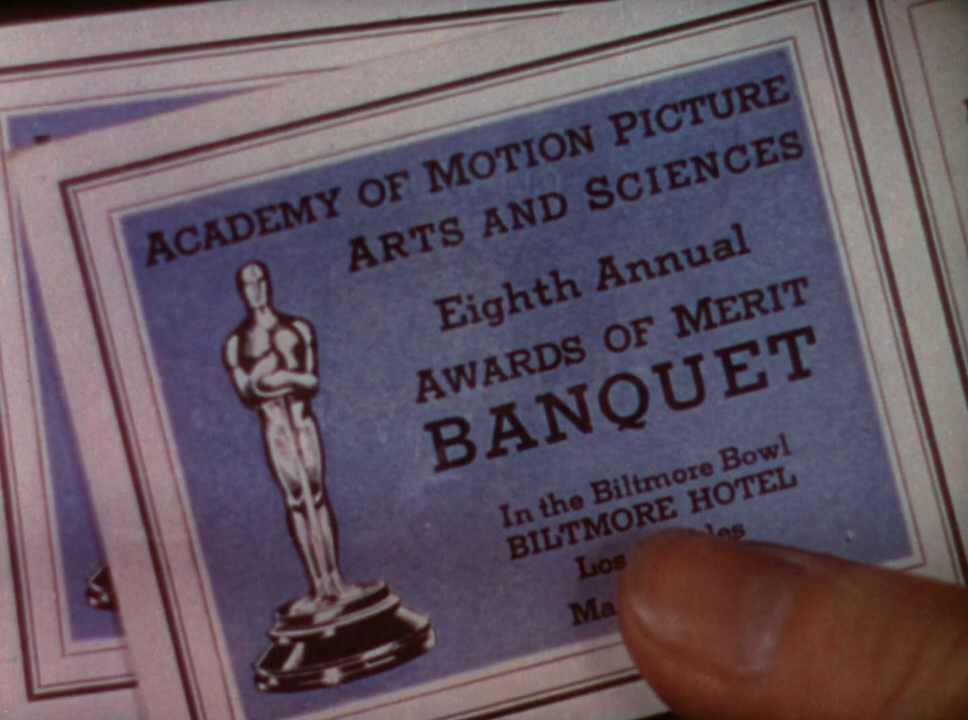 ACADEMY OF MOTION PICTURE
ARTS AND SCIENCES
Eighth Annual
AWARDS OF MERIT
BANQUET
In the Biltmore Bowl
BILTMORE HOTEL
Los